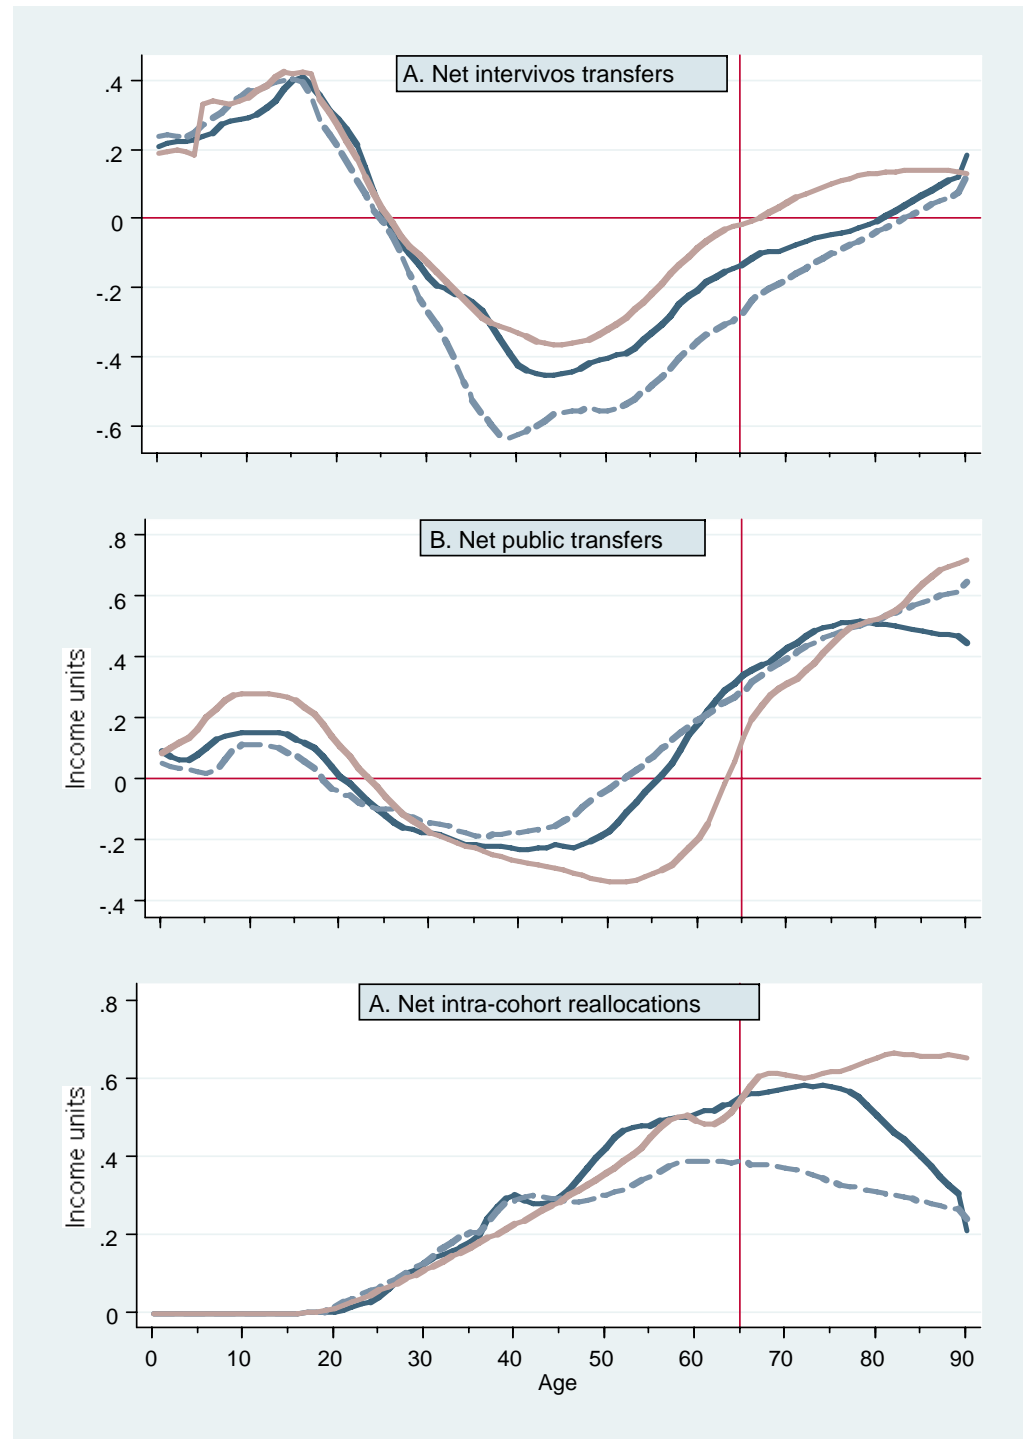 A. Net intervivos transfers
.4
.2
0
-.2
-.4
-.6
B. Net public transfers
.8
.6
.4
.2
0
-.2
-.4
Income units
A. Net intra-cohort reallocations
.8
.6
.4
.2
0
Income units
0 10 20 30 40 50 60 70 80 90
Age